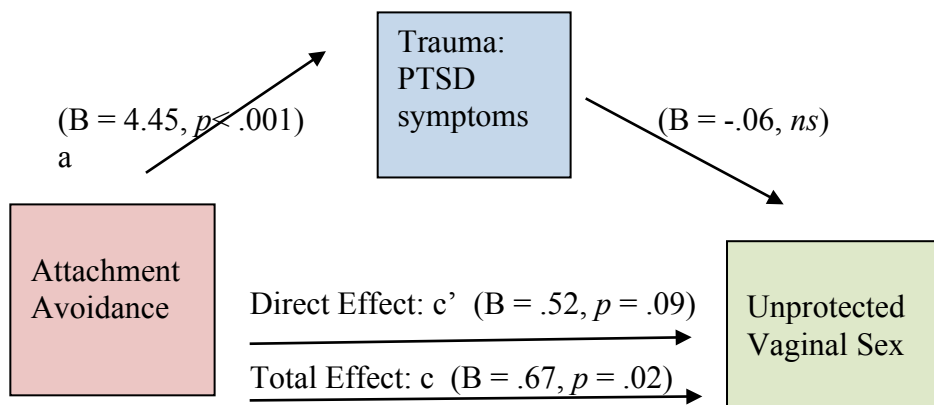 Trauma:
PTSD
symptoms
(B = 4.45, p< .001)
a
(B = -.06, ns)
Attachment
Avoidance
Direct Effect: c’  (B = .52, p = .09)
Total Effect: c  (B = .67, p = .02)
Unprotected
Vaginal Sex